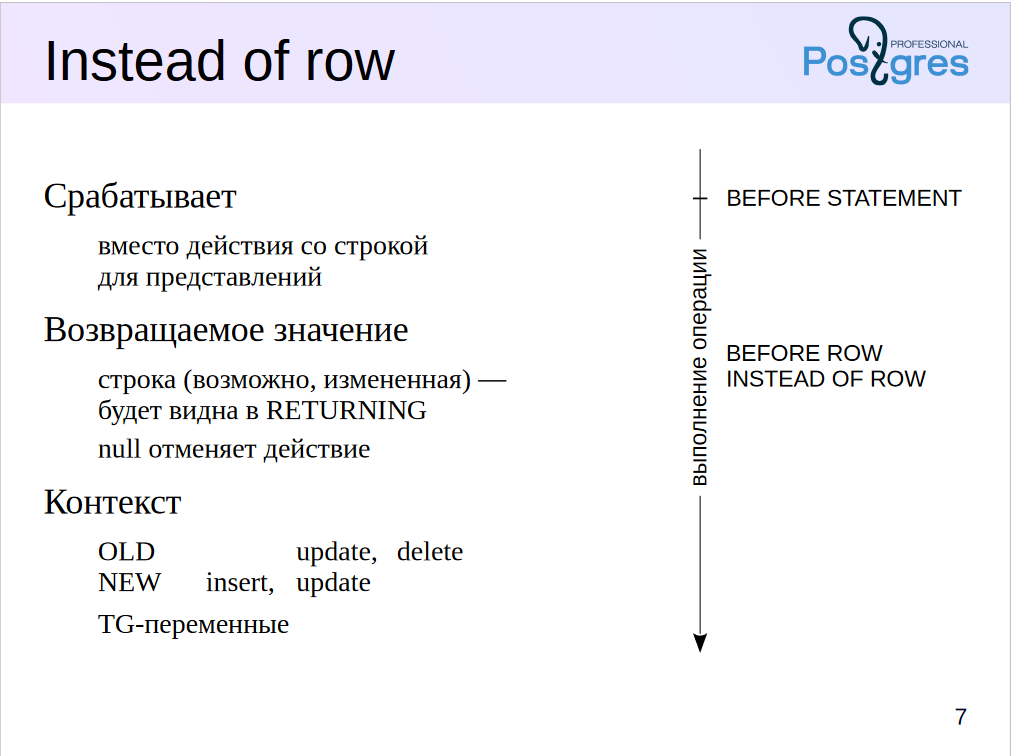 Instead of row
PROFESSIONAL
Postgres
Срабатывает
вместо действия со строкой
для представлений
Возвращаемое значение
строка (возможно, измененная) —
будет видна в RETURNING
null отменяет действие
Контекст
OLD update, delete
NEW insert, update
TG-переменные
BEFORE STATEMENT
выполнение операции
BEFORE ROW
INSTEAD OF ROW
7